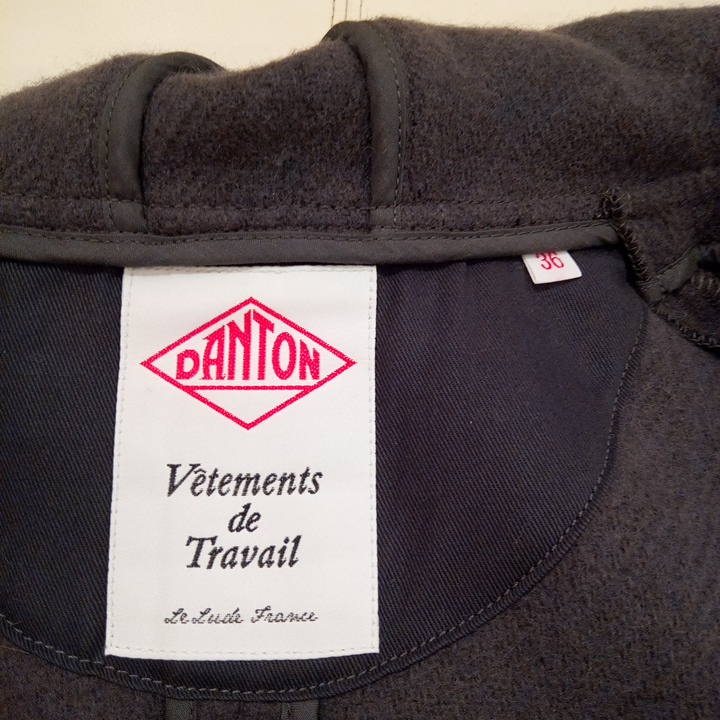 DANTON
Vêtements
de
Travail
Le Lude France
36